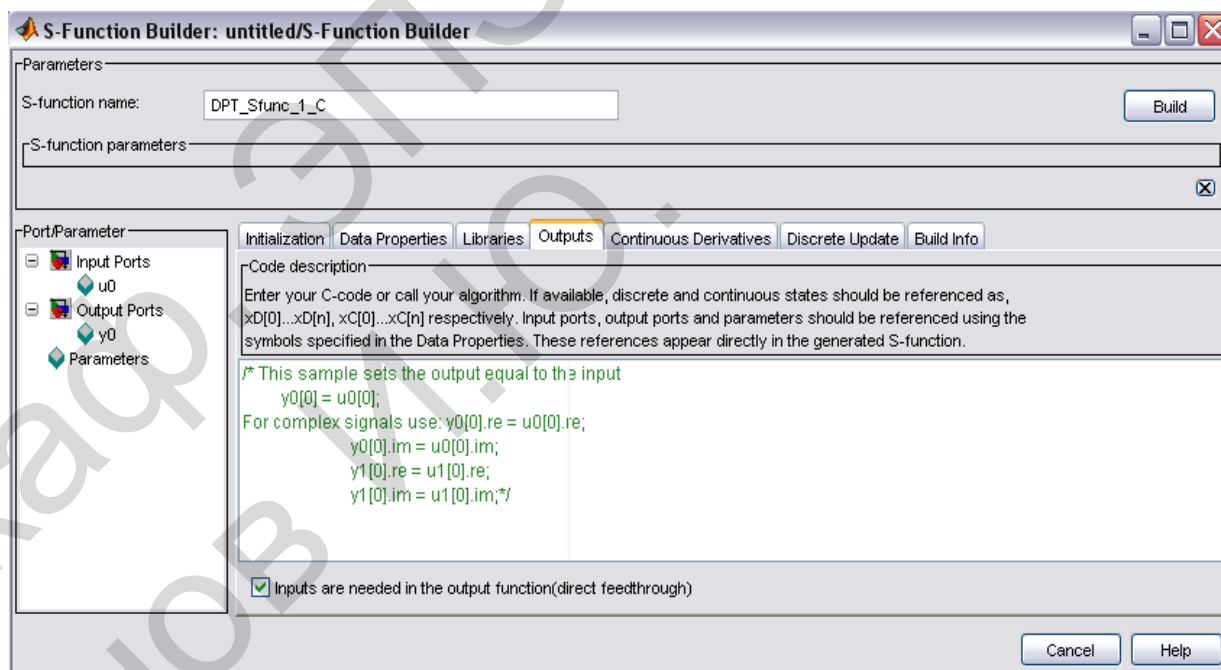 S-Function Builder: untitled/S-Function Builder
Parameters
S-function name:
DPT_Sfunc_1_C
Build
S-function parameters
Port/Parameter
Input Ports
u0
Output Ports
y0
Parameters
Initialization
Data Properties
Libraries
Outputs
Continuous Derivatives
Discrete Update
Build Info
Code description
Enter your C-code or call your algorithm. If available, discrete and continuous states should be referenced as,
xD[0]...xD[n], xC[0]...xC[n] respectively. Input ports, output ports and parameters should be referenced using the
symbols specified in the Data Properties. These references appear directly in the generated S-function.
/* This sample sets the output equal to the input
y0[0] = u0[0];
For complex signals use: y0[0].re = u0[0].re;
y0[0].im = u0[0].im;
y1[0].re = u1[0].re;
y1[0].im = u1[0].im;*/
Inputs are needed in the output function(direct feedthrough)
Cancel
Help